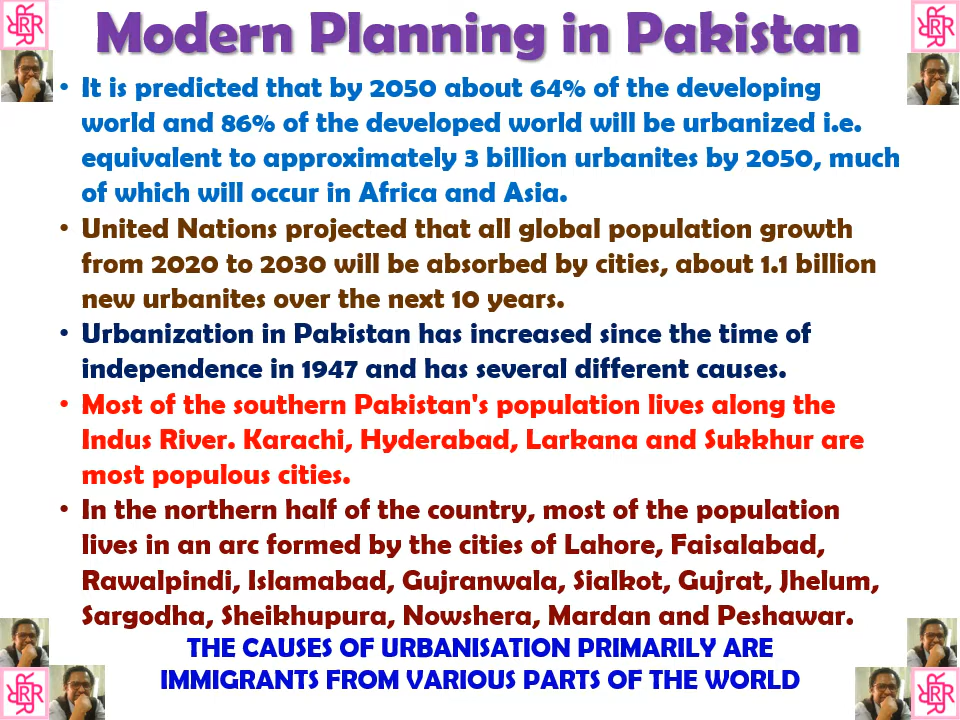 Modern Planning in Pakistan
• It is predicted that by 2050 about 64% of the developing
world and 86% of the developed world will be urbanized i.e.
equivalent to approximately 3 billion urbanites by 2050, much
of which will occur in Africa and Asia.
• United Nations projected that all global population growth
from 2020 to 2030 will be absorbed by cities, about 1.1 billion
new urbanites over the next 10 years.
• Urbanization in Pakistan has increased since the time of
independence in 1947 and has several different causes.
• Most of the southern Pakistan's population lives along the
Indus River. Karachi, Hyderabad, Larkana and Sukkhur are
most populous cities.
• In the northern half of the country, most of the population
lives in an arc formed by the cities of Lahore, Faisalabad,
Rawalpindi, Islamabad, Gujranwala, Sialkot, Gujrat, Jhelum,
Sargodha, Sheikhupura, Nowshera, Mardan and Peshawar.
THE CAUSES OF URBANISATION PRIMARILY ARE
IMMIGRANTS FROM VARIOUS PARTS OF THE WORLD